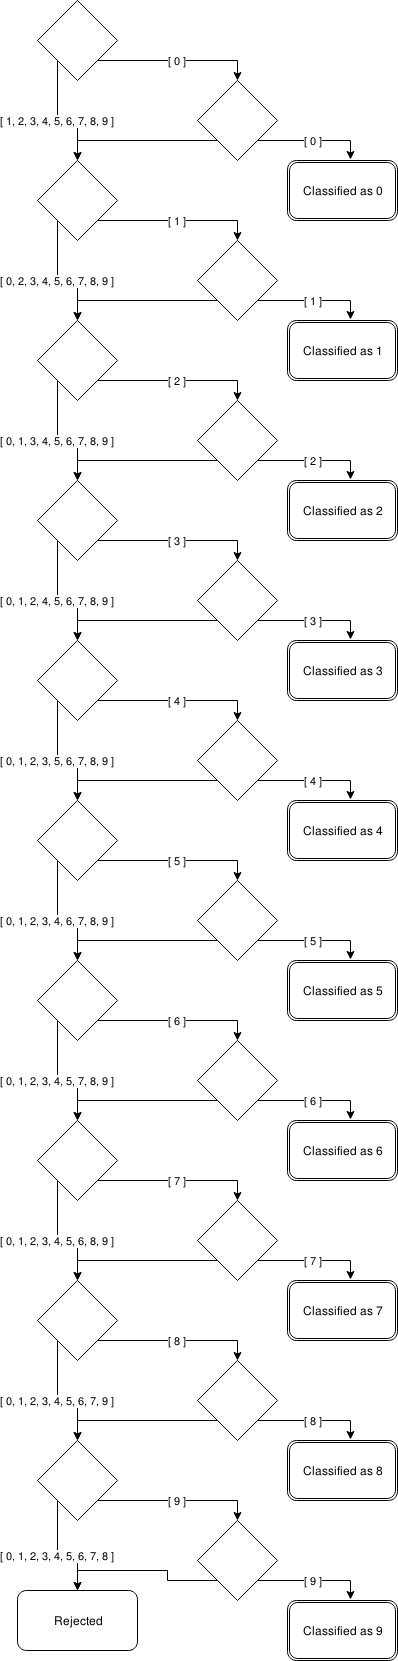 [ 0 ]
[ 1, 2, 3, 4, 5, 6, 7, 8, 9 ]
[ 0 ]
Classified as 0
[ 1 ]
[ 0, 2, 3, 4, 5, 6, 7, 8, 9 ]
[ 1 ]
Classified as 1
[ 2 ]
[ 0, 1, 3, 4, 5, 6, 7, 8, 9 ]
[ 2 ]
Classified as 2
[ 3 ]
[ 0, 1, 2, 4, 5, 6, 7, 8, 9 ]
[ 3 ]
Classified as 3
[ 4 ]
[ 0, 1, 2, 3, 5, 6, 7, 8, 9 ]
[ 4 ]
Classified as 4
[ 5 ]
[ 0, 1, 2, 3, 4, 6, 7, 8, 9 ]
[ 5 ]
Classified as 5
[ 6 ]
[ 0, 1, 2, 3, 4, 5, 7, 8, 9 ]
[ 6 ]
Classified as 6
[ 7 ]
[ 0, 1, 2, 3, 4, 5, 6, 8, 9 ]
[ 7 ]
Classified as 7
[ 8 ]
[ 0, 1, 2, 3, 4, 5, 6, 7, 9 ]
[ 8 ]
Classified as 8
[ 9 ]
[ 0, 1, 2, 3, 4, 5, 6, 7, 8 ]
[ 9 ]
Rejected
Classified as 9